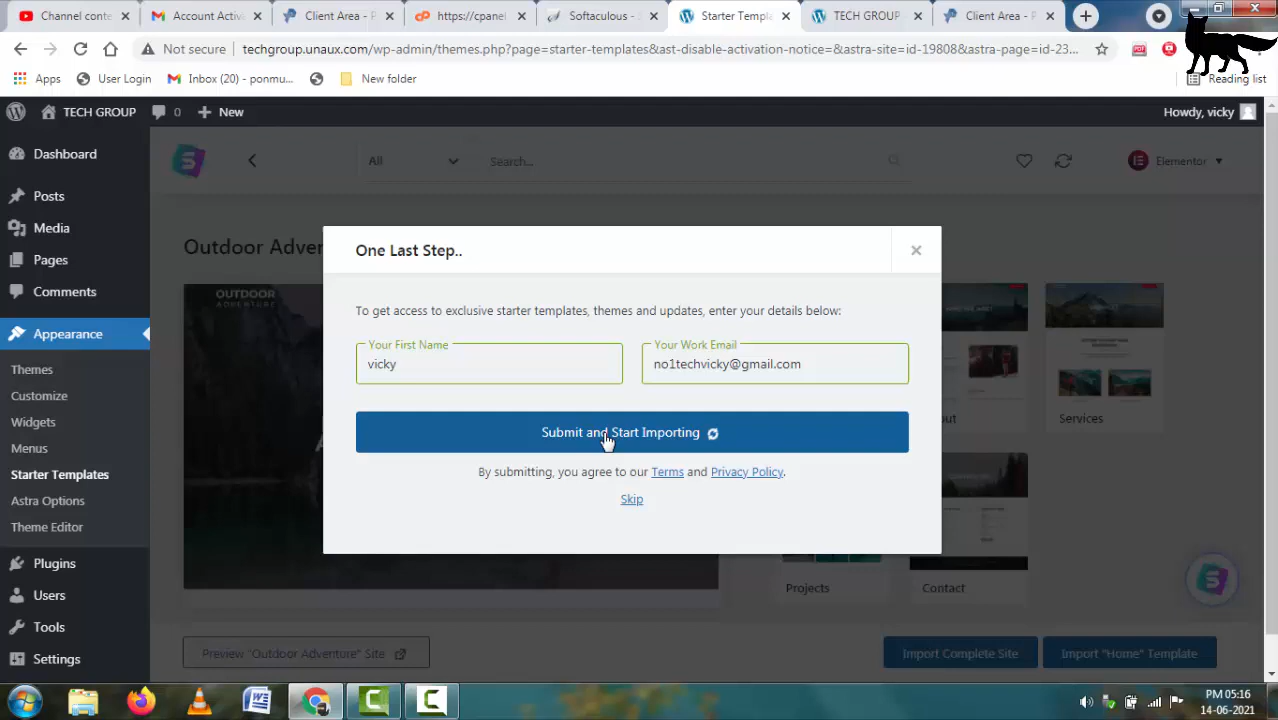 Channel conte
Account Activ
Client Area - P
https://cpane
Softaculous -
Starter Templ
TECH GROUP
Client Area - P
Not secure
techgroup.unaux.com/wp-admin/themes.php?page=starter-templates&ast-disable-activation-notice=&astra-site=id-19808&astra-page=id-23...
Apps
User Login
Inbox (20) - ponmu...
New folder
Reading list
TECH GROUP
0
New
Howdy, vicky
Dashboard
Posts
Media
Pages
Comments
Appearance
Themes
Customize
Widgets
Menus
Starter Templates
Astra Options
Theme Editor
Plugins
Users
Tools
Settings
All
Search...
Elementor
Outdoor Adven
OUTDOOR
ADVENTURE
One Last Step..
To get access to exclusive starter templates, themes and updates, enter your details below:
Your First Name
vicky
Your Work Email
no1techvicky@gmail.com
Submit and Start Importing
By submitting, you agree to our Terms and Privacy Policy.
Skip
out
Services
Projects
Contact
Preview "Outdoor Adventure" Site
Import Complete Site
Import "Home" Template
PM 05:16
14-06-2021